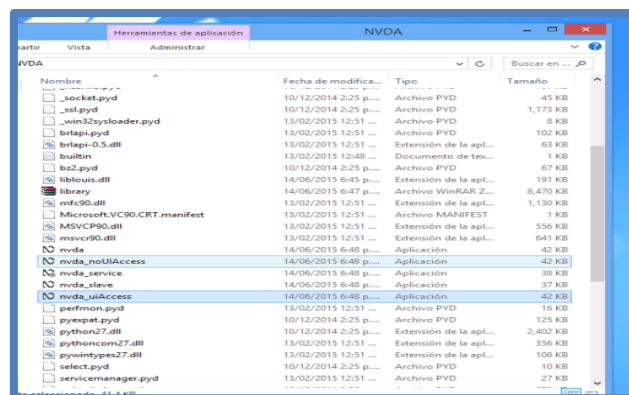 Herramientas de aplicación NVDA
partir Vista Administrar
NVDA Buscar en ...
Nombre Fecha de modifica... Tipo Tamaño
_socket.pyd 10/12/2014 2:25 p.... Archivo PYD 45 KB
_ssl.pyd 10/12/2014 2:25 p.... Archivo PYD 1,173 KB
_win32sysloader.pyd 13/02/2015 12:51 ... Archivo PYD 8 KB
brlapi.pyd 13/02/2015 12:51 ... Archivo PYD 102 KB
brlapi-0.5.dll 13/02/2015 12:51 ... Extensión de la apl... 63 KB
builtin 13/02/2015 12:48 ... Documento de tex... 1 KB
bz2.pyd 10/12/2014 2:25 p.... Archivo PYD 67 KB
liblouis.dll 14/06/2015 6:45 p.... Extensión de la apl... 191 KB
library 14/06/2015 6:47 p.... Archivo WinRAR Z... 8,470 KB
mfc90.dll 13/02/2015 12:51 ... Extensión de la apl... 1,130 KB
Microsoft.VC90.CRT.manifest 13/02/2015 12:51 ... Archivo MANIFEST 1 KB
MSVCP90.dll 13/02/2015 12:51 ... Extensión de la apl... 556 KB
msvcr90.dll 13/02/2015 12:51 ... Extensión de la apl... 641 KB
nvda 14/06/2015 6:48 p.... Aplicación 42 KB
nvda_noUIAccess 14/06/2015 6:48 p.... Aplicación 42 KB
nvda_service 14/06/2015 6:48 p.... Aplicación 38 KB
nvda_slave 14/06/2015 6:48 p.... Aplicación 37 KB
nvda_uiAccess 14/06/2015 6:48 p.... Aplicación 42 KB
perfmon.pyd 13/02/2015 12:51 ... Archivo PYD 16 KB
pyexpat.pyd 10/12/2014 2:25 p.... Archivo PYD 125 KB
python27.dll 10/12/2014 2:25 p.... Extensión de la apl... 2,402 KB
pythoncom27.dll 13/02/2015 12:51 ... Extensión de la apl... 356 KB
pywintypes27.dll 13/02/2015 12:51 ... Extensión de la apl... 108 KB
select.pyd 10/12/2014 2:25 p.... Archivo PYD 10 KB
servicemanager.pyd 13/02/2015 12:51 ... Archivo PYD 27 KB